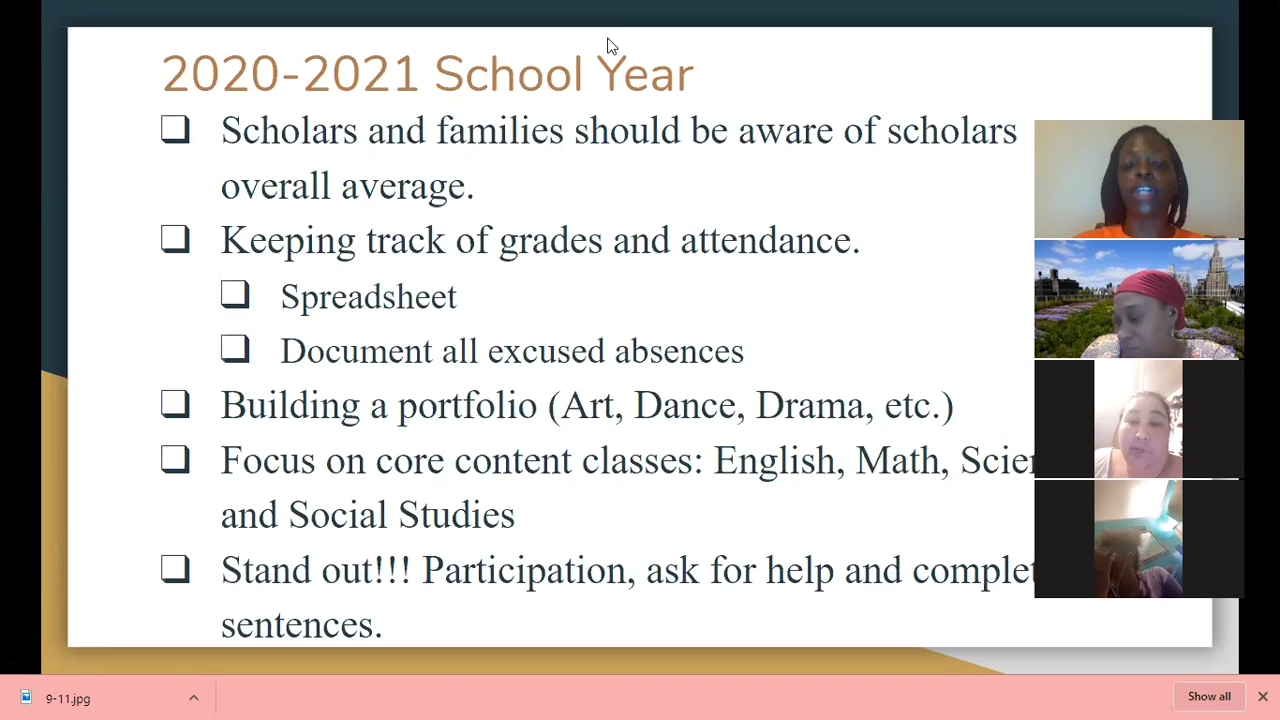 2020-2021 School Year
Scholars and families should be aware of scholars
overall average.
Keeping track of grades and attendance.
Spreadsheet
Document all excused absences
Building a portfolio (Art, Dance, Drama, etc.)
Focus on core content classes: English, Math,
and Social Studies
Stand out!!! Participation, ask for help and
sentences.
9-11.jpg
Show all